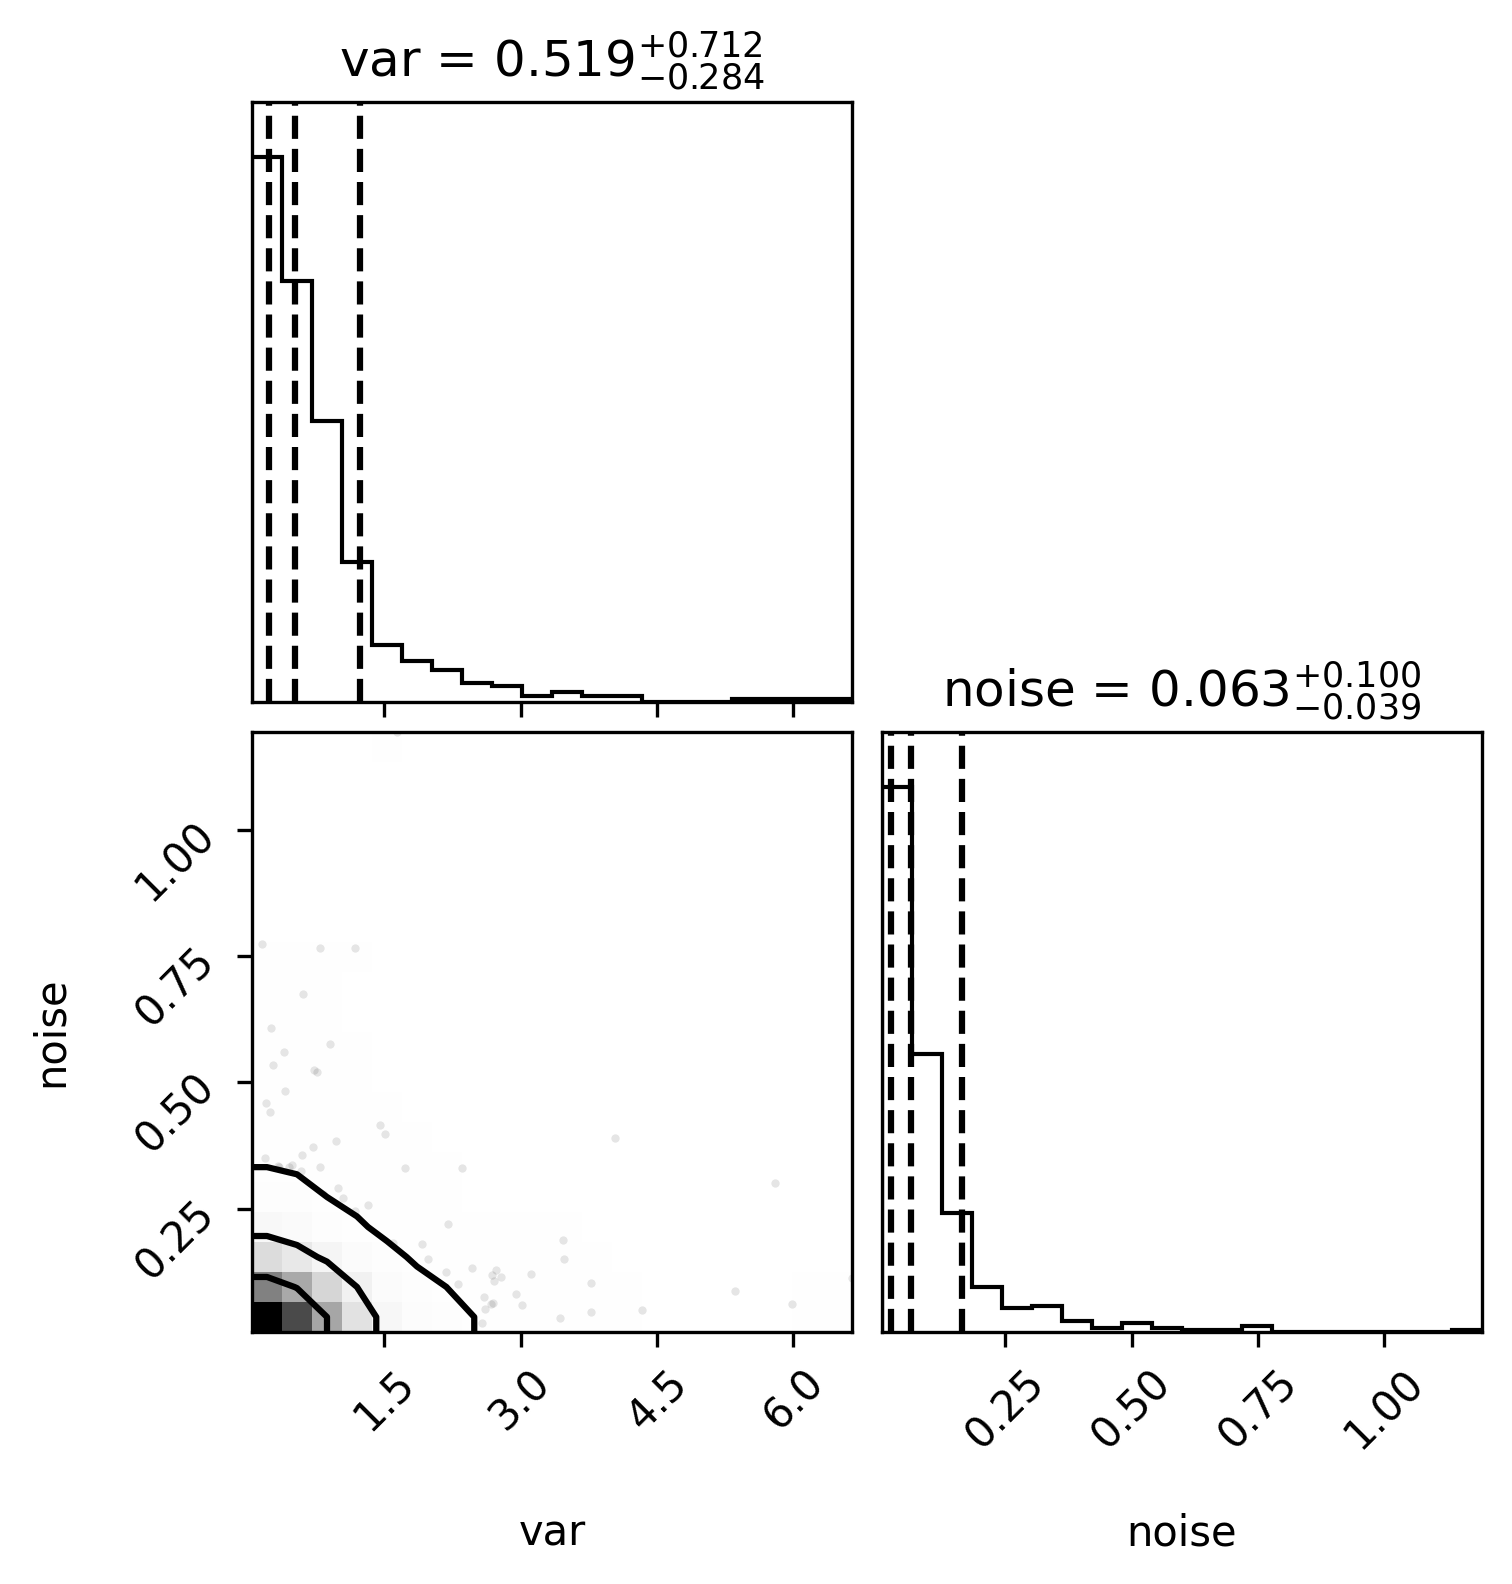 var = 0.519+0.712−0.284
noise = 0.063+0.100−0.039
noise
1.00
0.75
0.50
0.25
1.5 3.0 4.5 6.0
0.25 0.50 0.75 1.00
var
noise